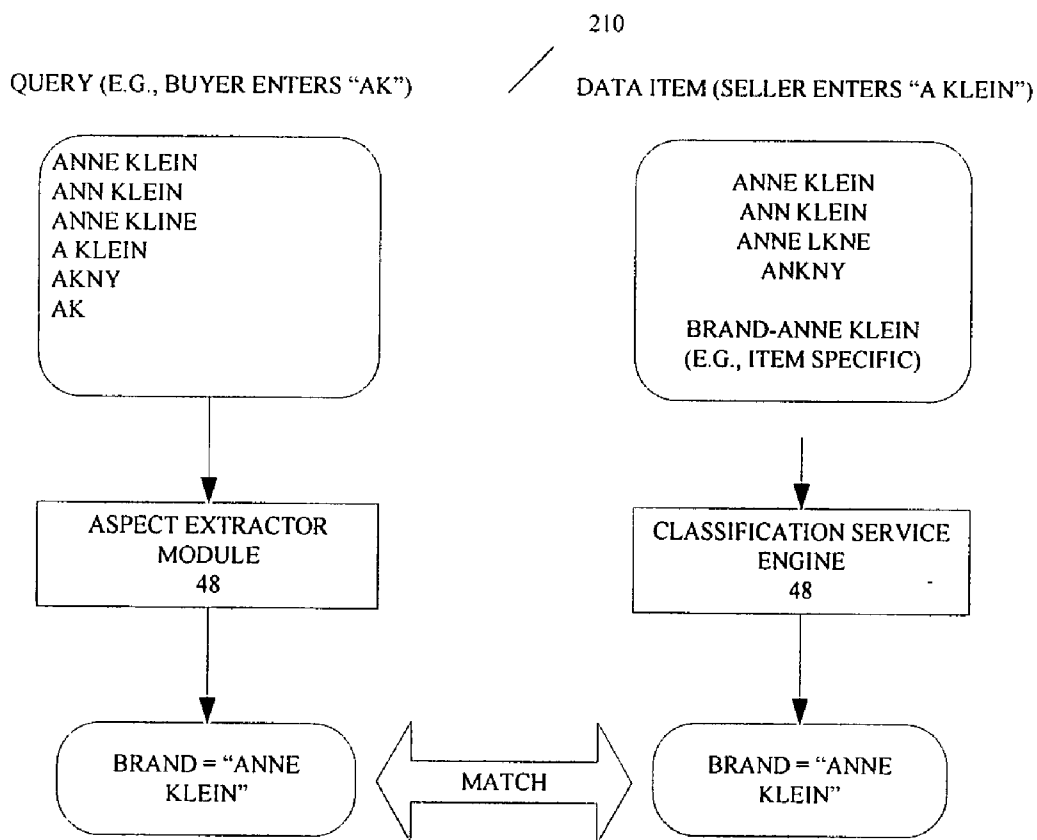 210
QUERY (E.G., BUYER ENTERS “AK”)
DATA ITEM (SELLER ENTERS “A KLEIN”)
ANNE KLEIN
ANN KLEIN
ANNE KLINE
A KLEIN
AKNY
AK
ANNE KLEIN
ANN KLEIN
ANNE LKNE
ANKNY
BRAND-ANNE KLEIN
(E.G., ITEM SPECIFIC)
ASPECT EXTRACTOR
MODULE
48
CLASSIFICATION SERVICE
ENGINE
48
BRAND = “ANNE
KLEIN”
MATCH
BRAND = “ANNE
KLEIN”